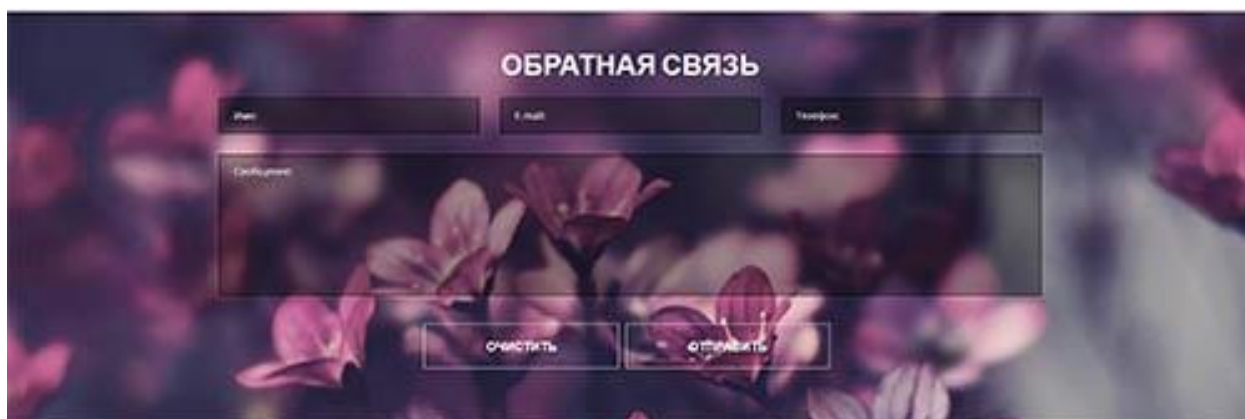 ОБРАТНАЯ СВЯЗЬ
Имя:
E-mail:
Телефон:
Сообщение:
ОЧИСТИТЬ
ОТПРАВИТЬ